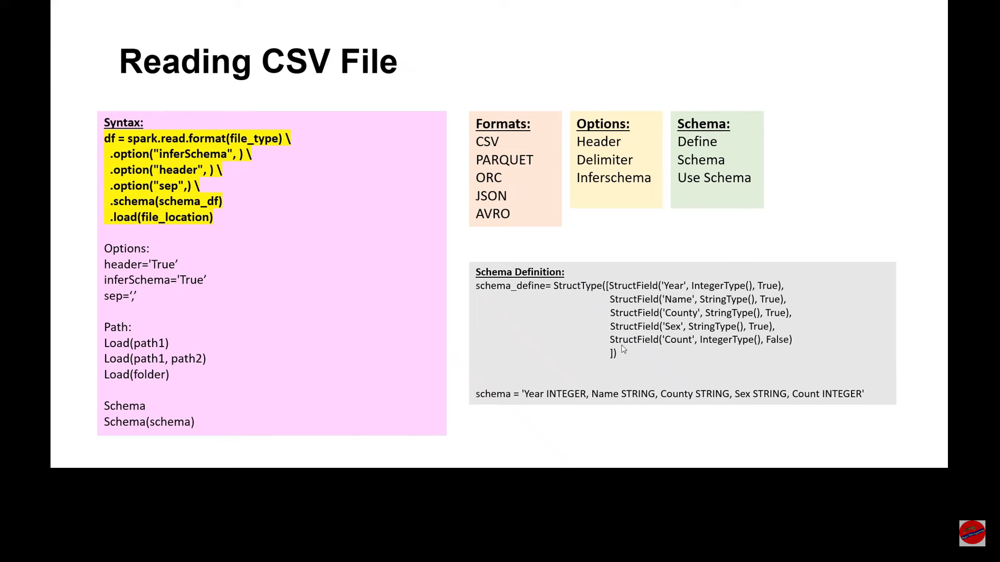 Reading CSV File
Syntax:
df = spark.read.format(file_type) \
.option("inferSchema", ) \
.option("header", ) \
.option("sep",) \
.schema(schema_df)
.load(file_location)
Options:
header='True’
inferSchema='True’
sep=‘,’
Path:
Load(path1)
Load(path1, path2)
Load(folder)
Schema
Schema(schema)
Formats:
CSV
PARQUET
ORC
JSON
AVRO
Options:
Header
Delimiter
Inferschema
Schema:
Define
Schema
Use Schema
Schema Definition:
schema_define= StructType([StructField('Year', IntegerType(), True),
StructField('Name', StringType(), True),
StructField('County', StringType(), True),
StructField('Sex', StringType(), True),
StructField('Count', IntegerType(), False)
])
schema = 'Year INTEGER, Name STRING, County STRING, Sex STRING, Count INTEGER'